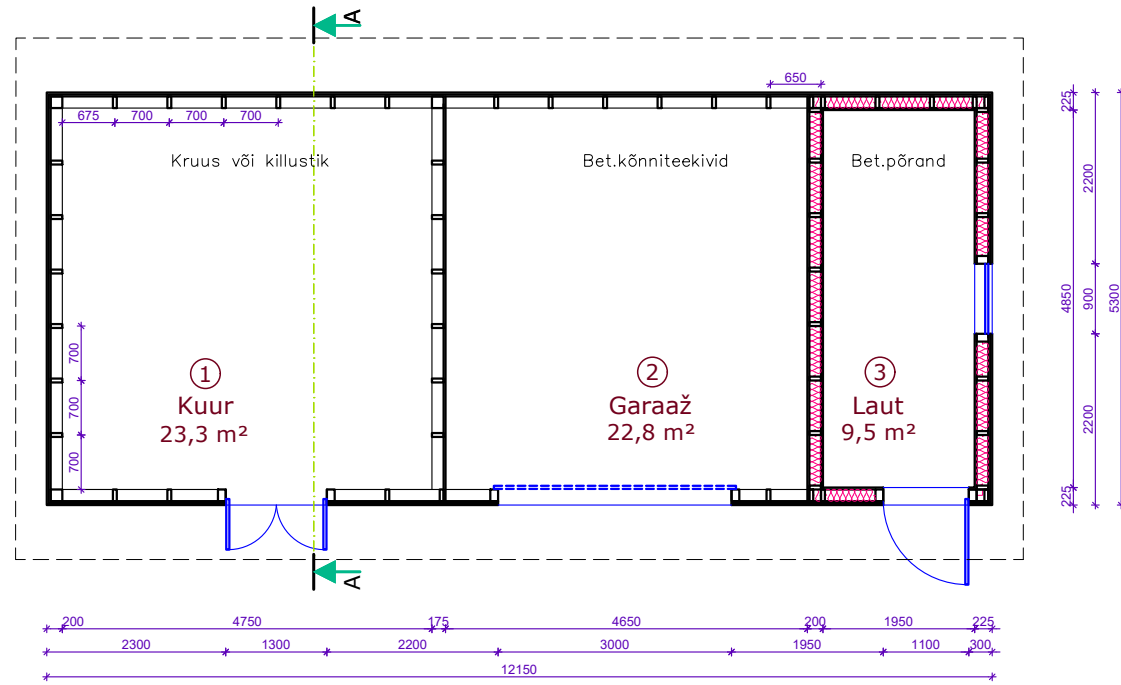 A
650
675 700 700 700
Kruus või killustik
Bet.kõnniteekivid
Bet.põrand
225
2200
4850
900
5300
2200
225
700
700
700
1
Kuur
23,3 m²
2
Garaaž
22,8 m²
3
Laut
9,5 m²
A
200 4750 175 4650 200 1950 225
2300 1300 2200 3000 1950 1100 300
12150